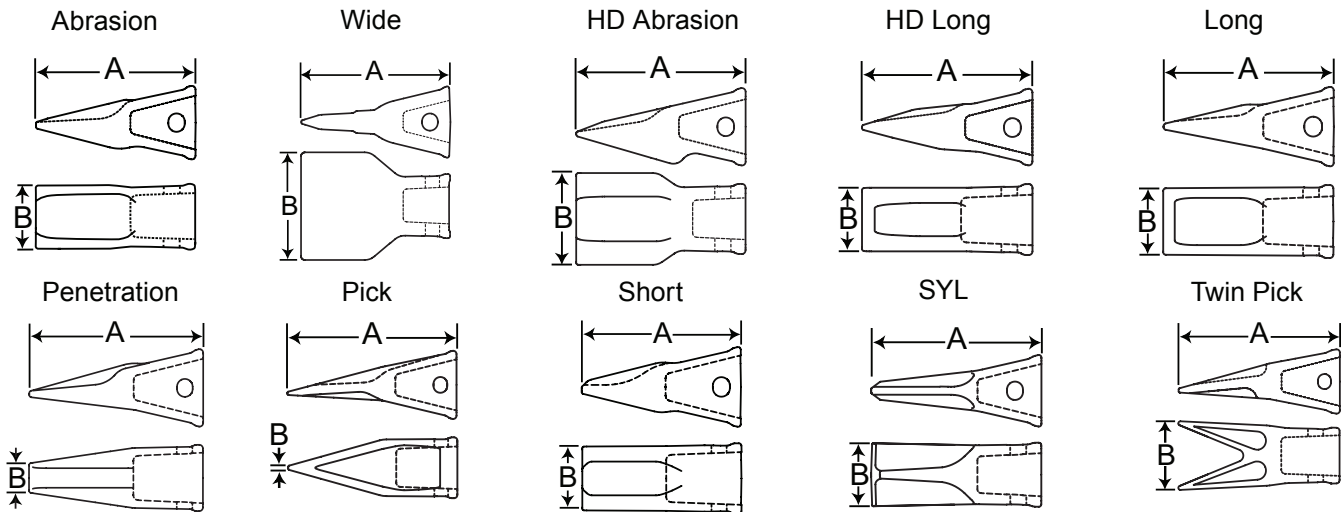 Abrasion
Wide
HD Abrasion
HD Long
Long
A
A
A
A
A
B
B
B
B
B
Penetration
Pick
Short
SYL
Twin Pick
A
A
A
A
A
B
B
B
B
B